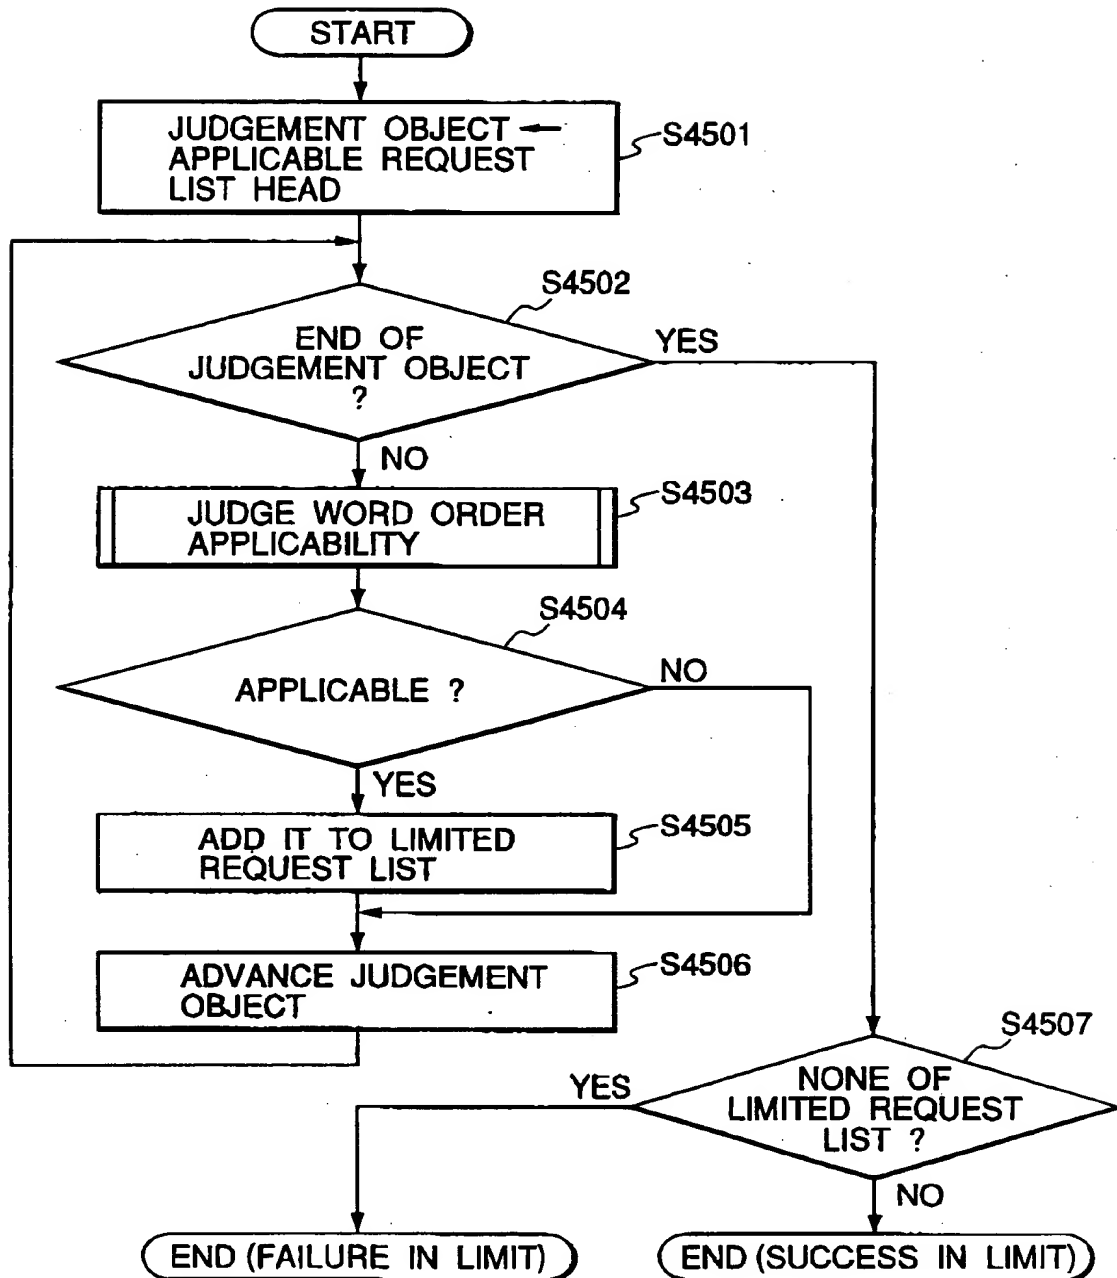 START
JUDGEMENT OBJECT ←
APPLICABLE REQUEST
LIST HEAD
S4501
S4502
END OF
JUDGEMENT OBJECT
?
YES
NO
S4503
JUDGE WORD ORDER
APPLICABILITY
S4504
APPLICABLE ?
NO
YES
S4505
ADD IT TO LIMITED
REQUEST LIST
S4506
ADVANCE JUDGEMENT
OBJECT
S4507
NONE OF
LIMITED REQUEST
LIST ?
YES
NO
END (FAILURE IN LIMIT)
END (SUCCESS IN LIMIT)